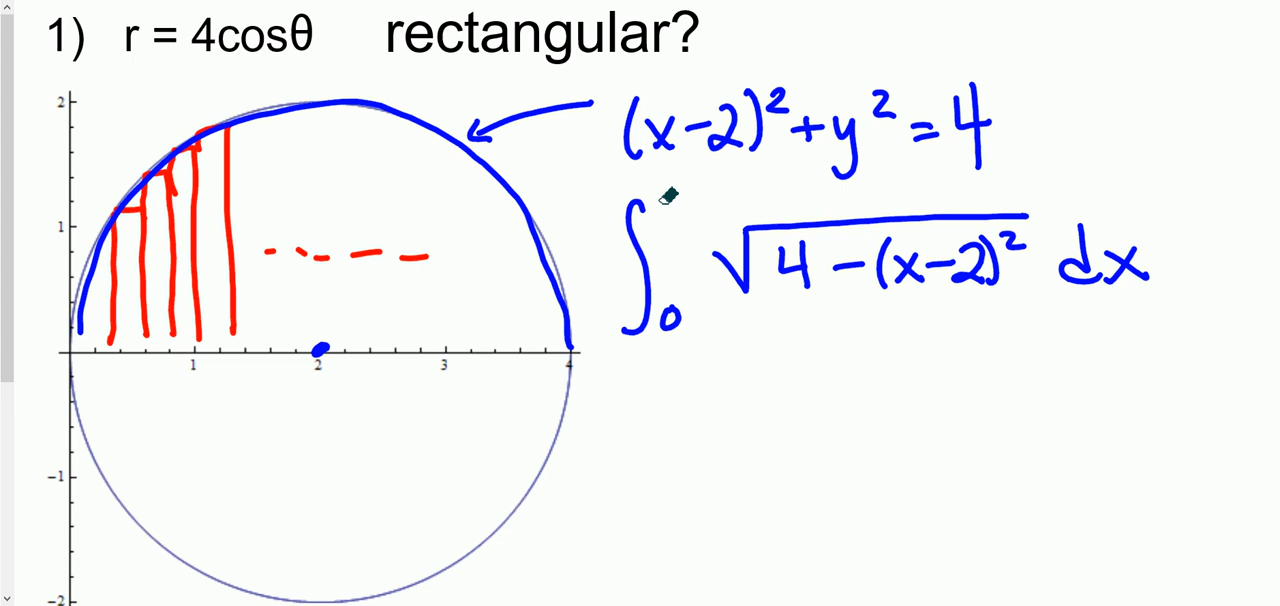 1) r = 4cosθ rectangular?
(x-2)²+y²=4
∫₀ √(4-(x-2)²) dx
2
1
1 2 3 4
-1
-2